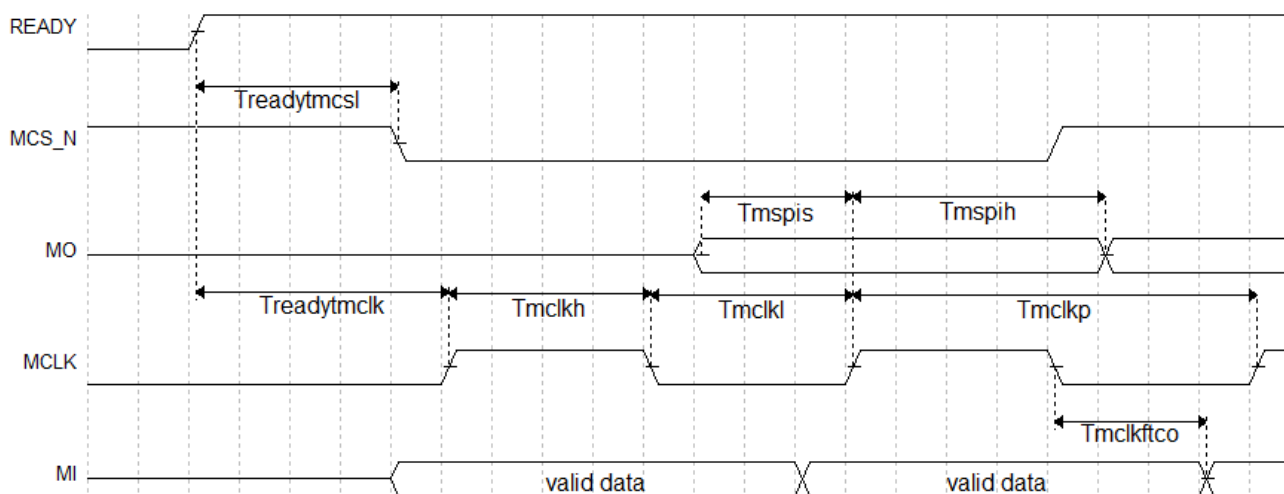 READY
Treadytmcsl
MCS_N
Tmspis Tmspih
MO
Treadytmclk Tmclkh Tmclkl Tmclkp
MCLK
Tmclkftco
MI valid data valid data